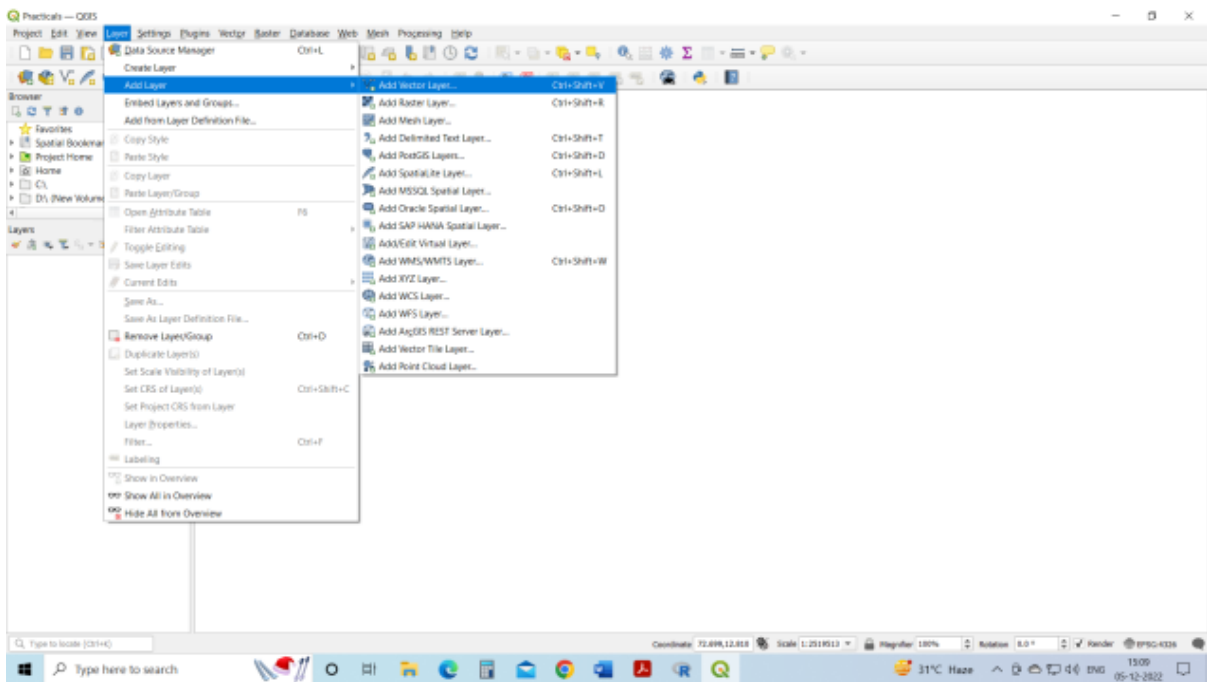 Practicals — QGIS
Project Edit View Layer Settings Plugins Vector Raster Database Web Mesh Processing Help
Data Source Manager Ctrl+L
Create Layer
Add Layer
Embed Layers and Groups...
Add from Layer Definition File...
Copy Style
Paste Style
Copy Layer
Paste Layer/Group
Open Attribute Table F6
Filter Attribute Table
Toggle Editing
Save Layer Edits
Current Edits
Save As...
Save As Layer Definition File...
Remove Layer/Group Ctrl+D
Duplicate Layer(s)
Set Scale Visibility of Layer(s)
Set CRS of Layer(s) Ctrl+Shift+C
Set Project CRS from Layer
Layer Properties...
Filter... Ctrl+F
Labeling
Show in Overview
Show All in Overview
Hide All from Overview
Add Vector Layer... Ctrl+Shift+V
Add Raster Layer... Ctrl+Shift+R
Add Mesh Layer...
Add Delimited Text Layer... Ctrl+Shift+T
Add PostGIS Layers... Ctrl+Shift+D
Add SpatiaLite Layer... Ctrl+Shift+L
Add MSSQL Spatial Layer...
Add Oracle Spatial Layer... Ctrl+Shift+O
Add SAP HANA Spatial Layer...
Add/Edit Virtual Layer...
Add WMS/WMTS Layer... Ctrl+Shift+W
Add XYZ Layer...
Add WCS Layer...
Add WFS Layer...
Add ArcGIS REST Server Layer...
Add Vector Tile Layer...
Add Point Cloud Layer...
Browser
Favorites
Spatial Bookmar
Project Home
Home
C:\
D:\ (New Volume
Layers
Type to locate (Ctrl+K)
Coordinate 72.699,12.818 Scale 1:2519513 Magnifier 100% Rotation 0.0 ° Render EPSG:4326
Type here to search
31°C Haze ENG 15:09
05-12-2022